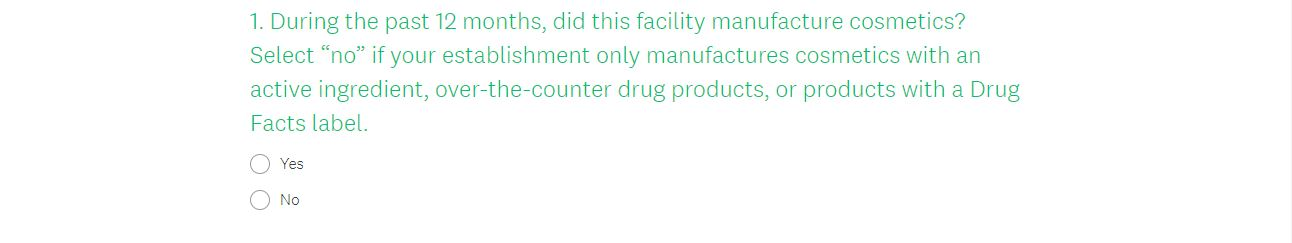 1. During the past 12 months, did this facility manufacture cosmetics?
Select “no” if your establishment only manufactures cosmetics with an
active ingredient, over-the-counter drug products, or products with a Drug
Facts label.
Yes
No